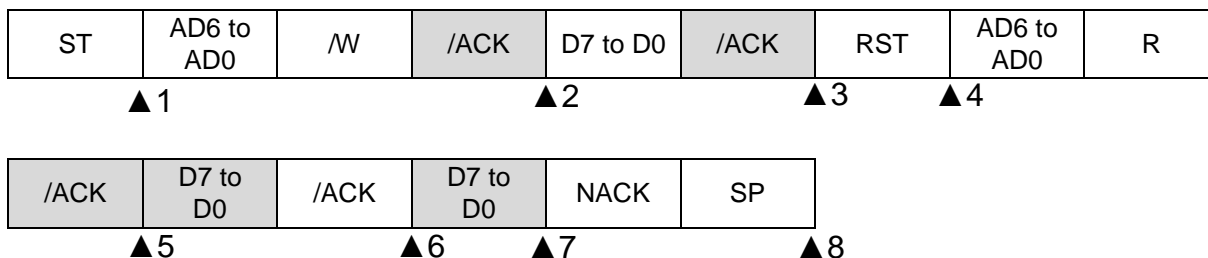 ST AD6 to AD0 /W /ACK D7 to D0 /ACK RST AD6 to AD0 R
▲1 ▲2 ▲3 ▲4
/ACK D7 to D0 /ACK D7 to D0 NACK SP
▲5 ▲6 ▲7 ▲8